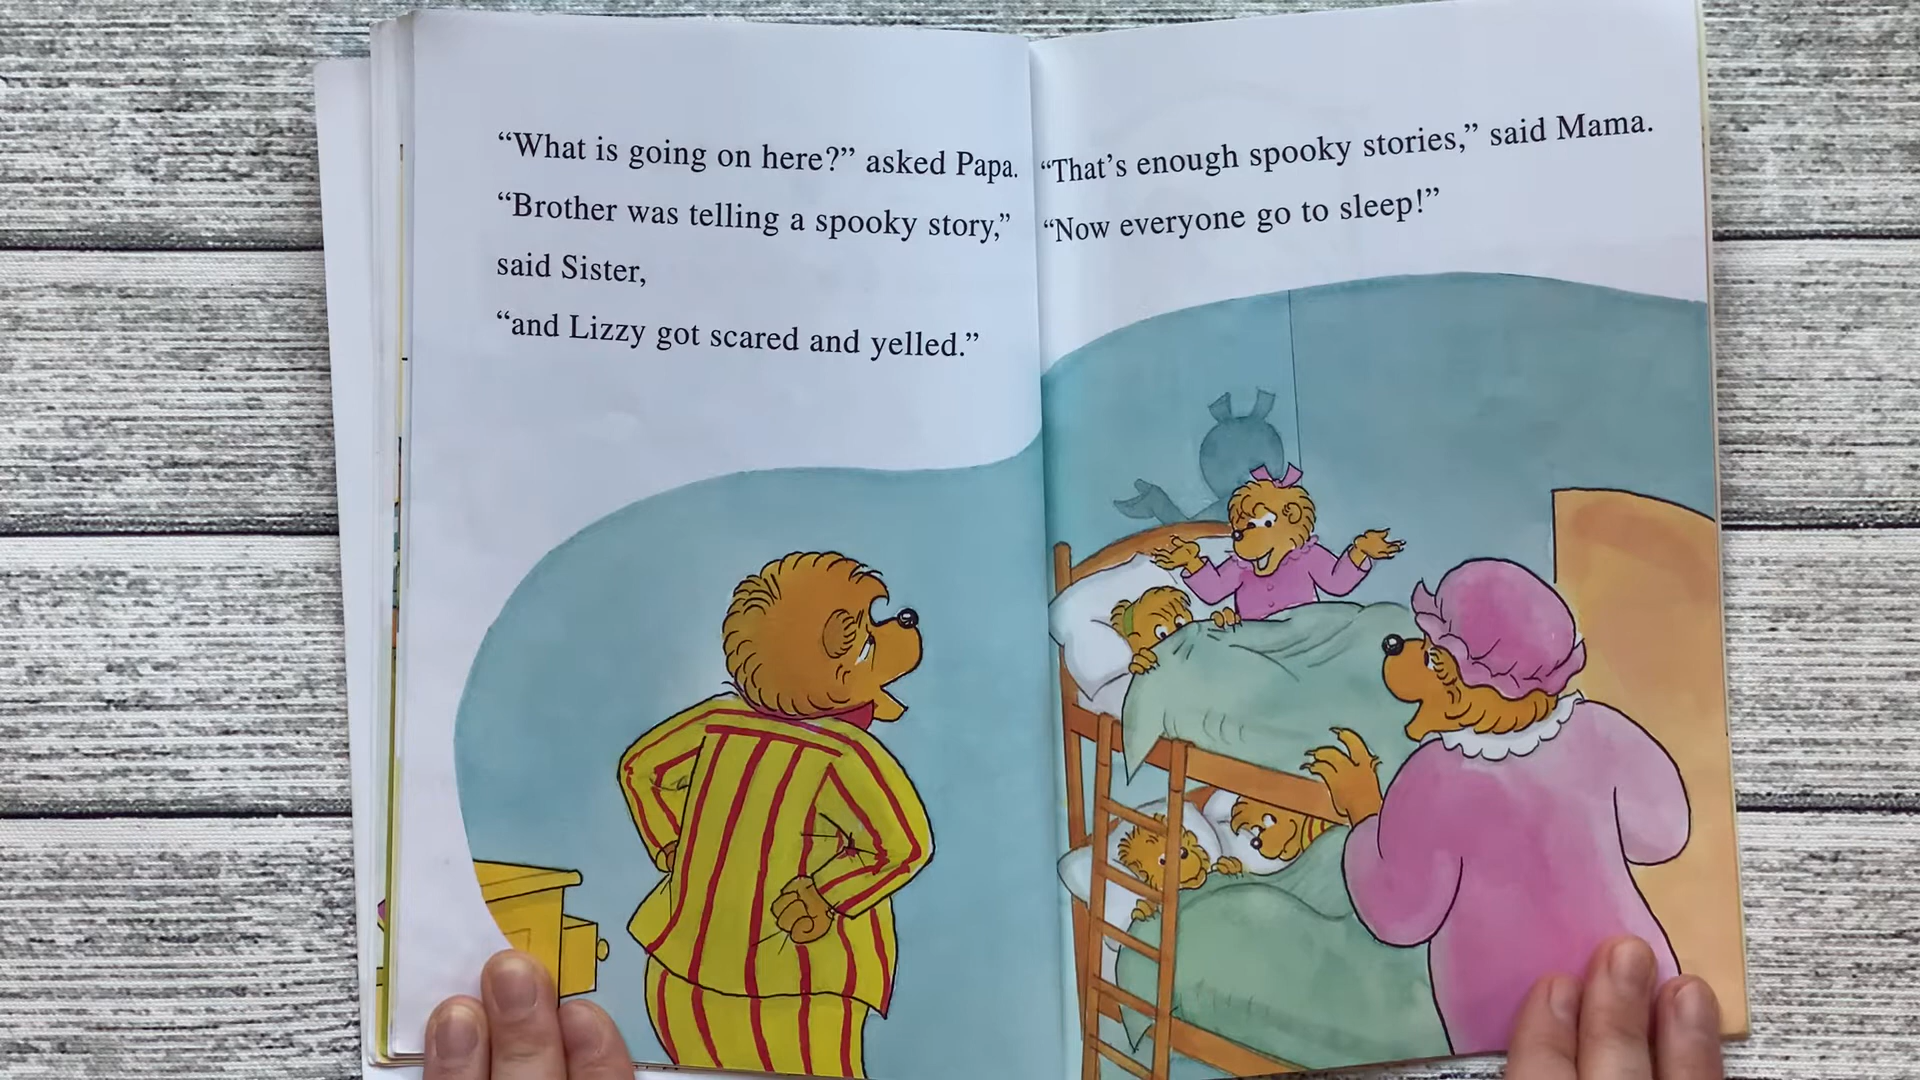 “What is going on here?” asked Papa.
“Brother was telling a spooky story,”
said Sister,
“and Lizzy got scared and yelled.”
“That’s enough spooky stories,” said Mama.
“Now everyone go to sleep!”